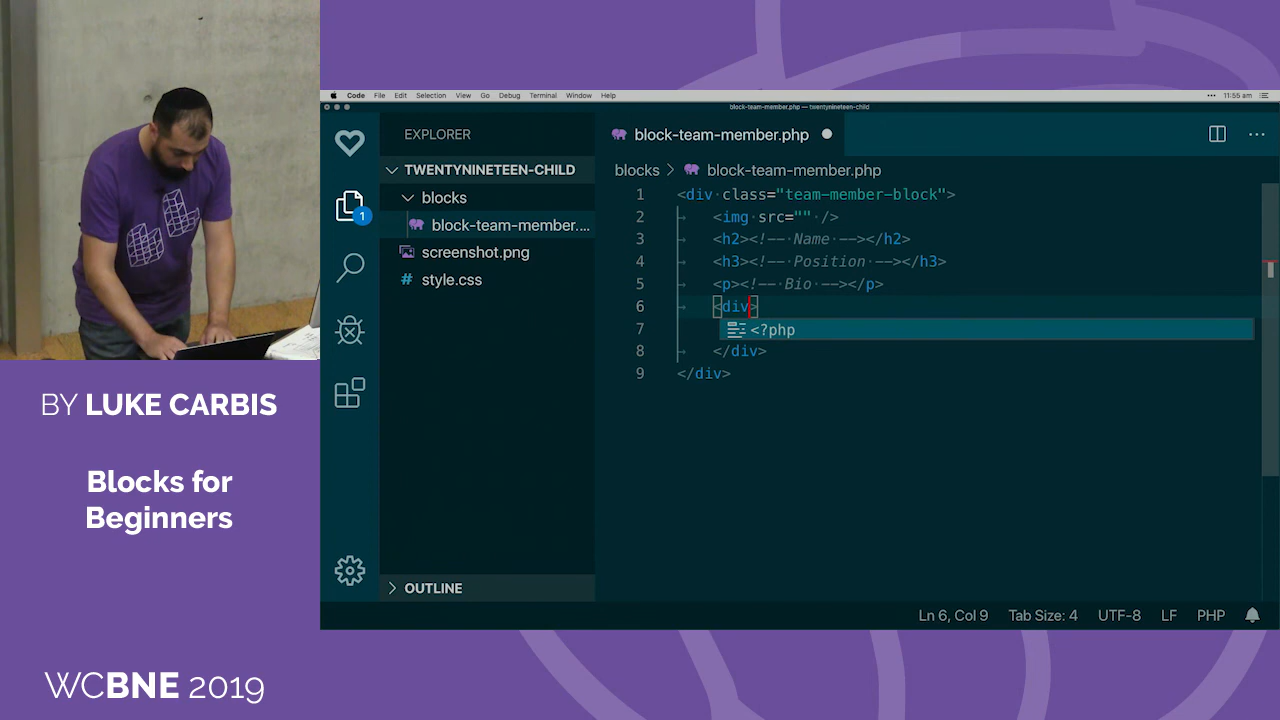 BY LUKE CARBIS
Blocks for
Beginners
WCBNE 2019
Code File Edit Selection View Go Debug Terminal Window Help
11:55 am
block-team-member.php — twentynineteen-child
EXPLORER
TWENTYNINETEEN-CHILD
blocks
block-team-member....
screenshot.png
style.css
OUTLINE
1
block-team-member.php
blocks > block-team-member.php
1 <div class="team-member-block">
2 <img src="" />
3 <h2><!-- Name --></h2>
4 <h3><!-- Position --></h3>
5 <p><!-- Bio --></p>
6 <div>
7 <?php
8 </div>
9 </div>
Ln 6, Col 9 Tab Size: 4 UTF-8 LF PHP